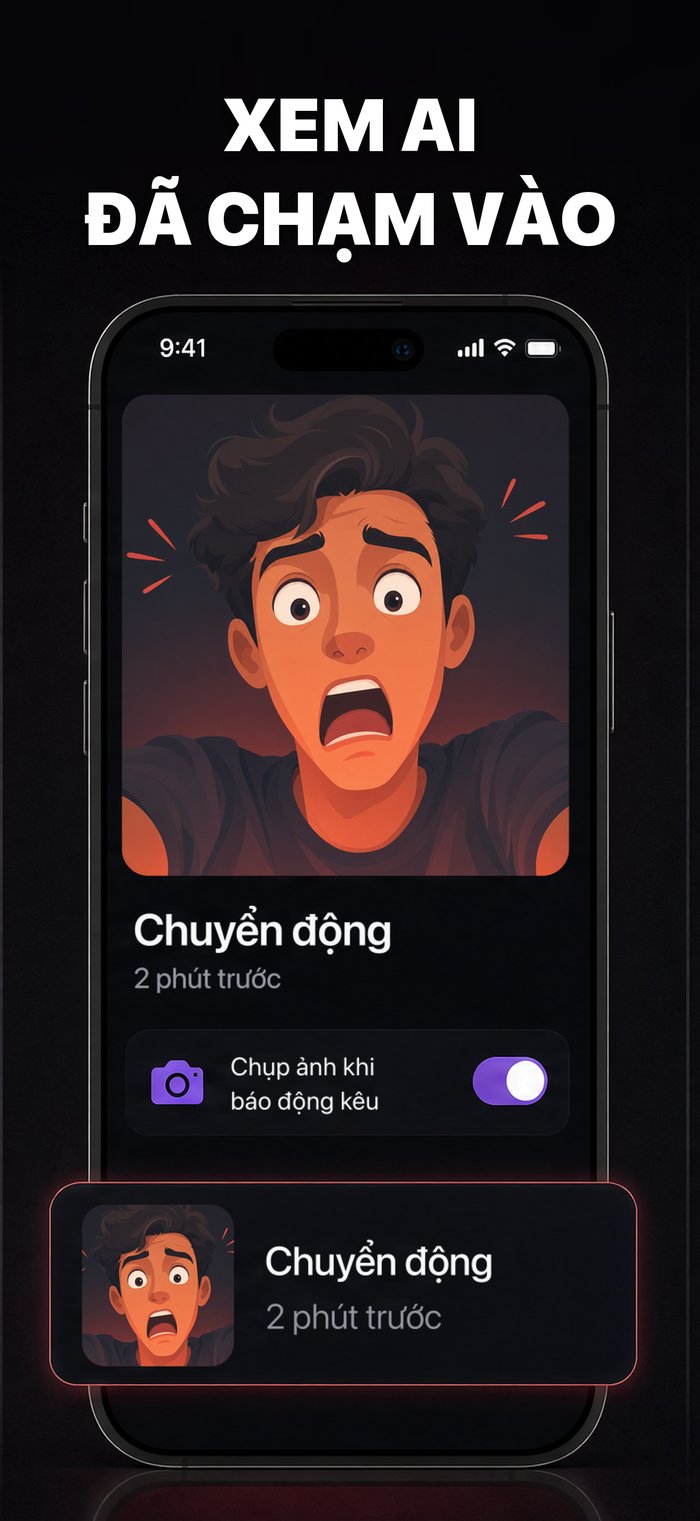 XEM AI
ĐÃ CHẠM VÀO
9:41
Chuyển động
2 phút trước
Chụp ảnh khi
báo động kêu
Chuyển động
2 phút trước